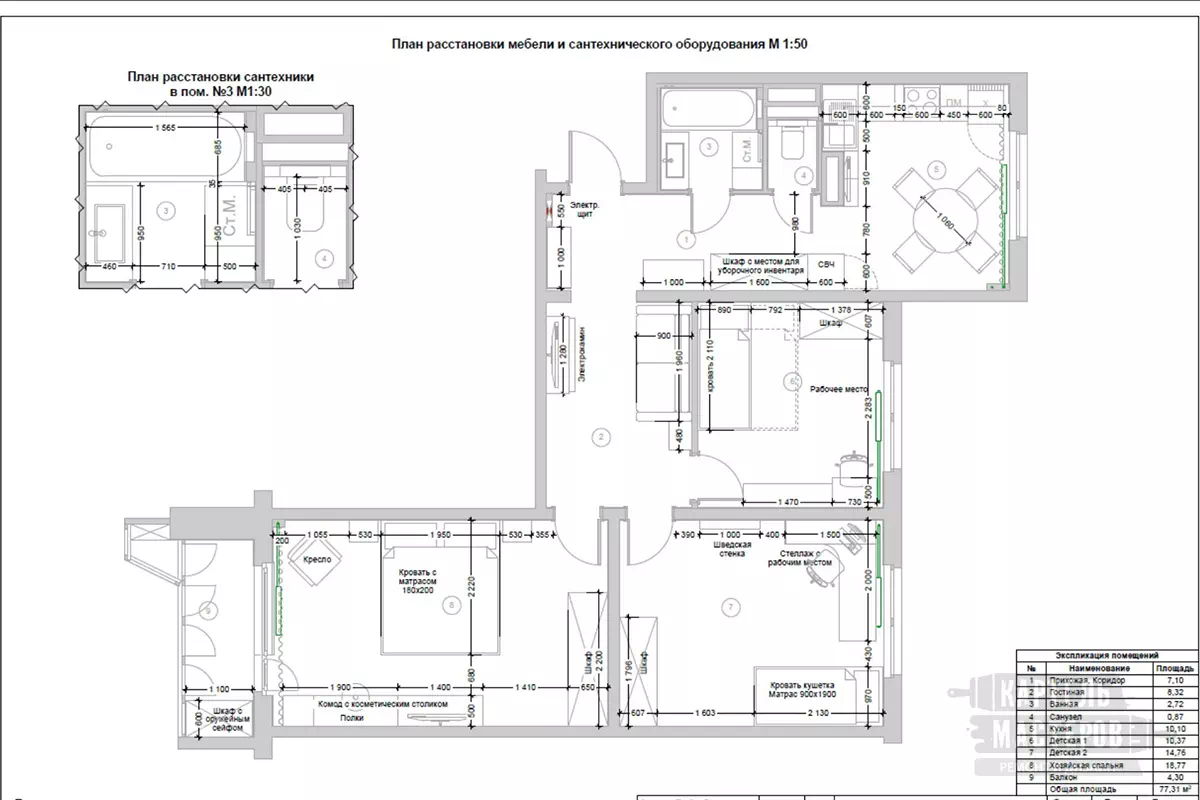 План расстановки мебели и сантехнического оборудования М 1:50
План расстановки сантехники
в пом. №3 М1:30
1 565
685
35
405
405
3
Ст.М.
950
950
1 030
4
460
710
500
Электр.
щит
550
1 000
1
3
Ст.М.
4
980
600
150
80
600
600
600
ПМ
450
600
х
500
910
5
1 060
780
600
Шкаф с местом для
уборочного инвентаря
СВЧ
1 000
1 600
600
1 280
Электрокамин
900
1 960
480
2
890
792
1 378
607
Шкаф
кровать 2 110
6
Рабочее место
2 283
500
1 470
730
200
1 055
530
1 950
530
355
Кресло
Кровать с
матрасом
180х200
2 220
8
680
500
Шкаф
2 200
1 900
1 400
1 410
650
Комод с косметическим столиком
Полки
9
1 100
600
Шкаф с
оружейным
сейфом
390
1 000
400
1 500
Шведская
стенка
Стеллаж с
рабочим местом
2 000
7
430
1 796
Шкаф
Кровать кушетка
Матрас 900х1900
970
607
1 603
2 130
Экспликация помещений
№ Наименование Площадь
1 Прихожая, Коридор 7,10
2 Гостиная 8,32
3 Ванная 2,72
4 Санузел 0,87
5 Кухня 10,10
6 Детская 1 10,37
7 Детская 2 14,76
8 Хозяйская спальня 18,77
9 Балкон 4,30
Общая площадь 77,31 м²